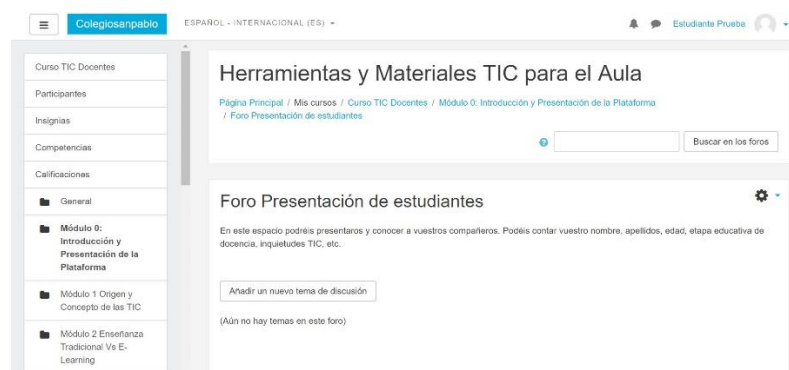 Colegiosanpablo
ESPAÑOL - INTERNACIONAL (ES)
Estudiante Prueba
Curso TIC Docentes
Participantes
Insignias
Competencias
Calificaciones
General
Módulo 0:
Introducción y
Presentación de la
Plataforma
Módulo 1 Origen y
Concepto de las TIC
Módulo 2 Enseñanza
Tradicional Vs E-
Learning
Herramientas y Materiales TIC para el Aula
Página Principal / Mis cursos / Curso TIC Docentes / Módulo 0: Introducción y Presentación de la Plataforma
/ Foro Presentación de estudiantes
Buscar en los foros
Foro Presentación de estudiantes
En este espacio podréis presentaros y conocer a vuestros compañeros. Podéis contar vuestro nombre, apellidos, edad, etapa educativa de
docencia, inquietudes TIC, etc.
Añadir un nuevo tema de discusión
(Aún no hay temas en este foro)